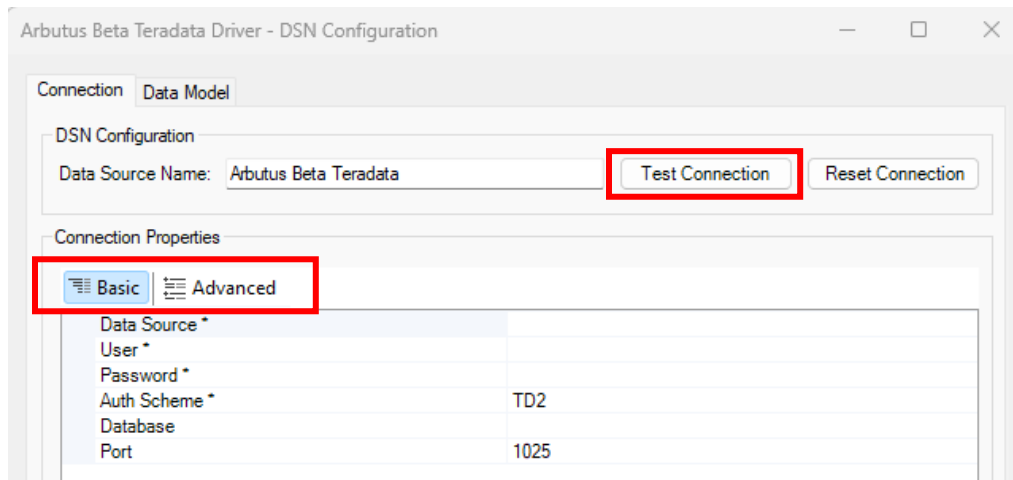 Arbutus Beta Teradata Driver - DSN Configuration
Connection Data Model
DSN Configuration
Data Source Name: Arbutus Beta Teradata Test Connection Reset Connection
Connection Properties
Basic Advanced
Data Source *
User *
Password *
Auth Scheme * TD2
Database
Port 1025